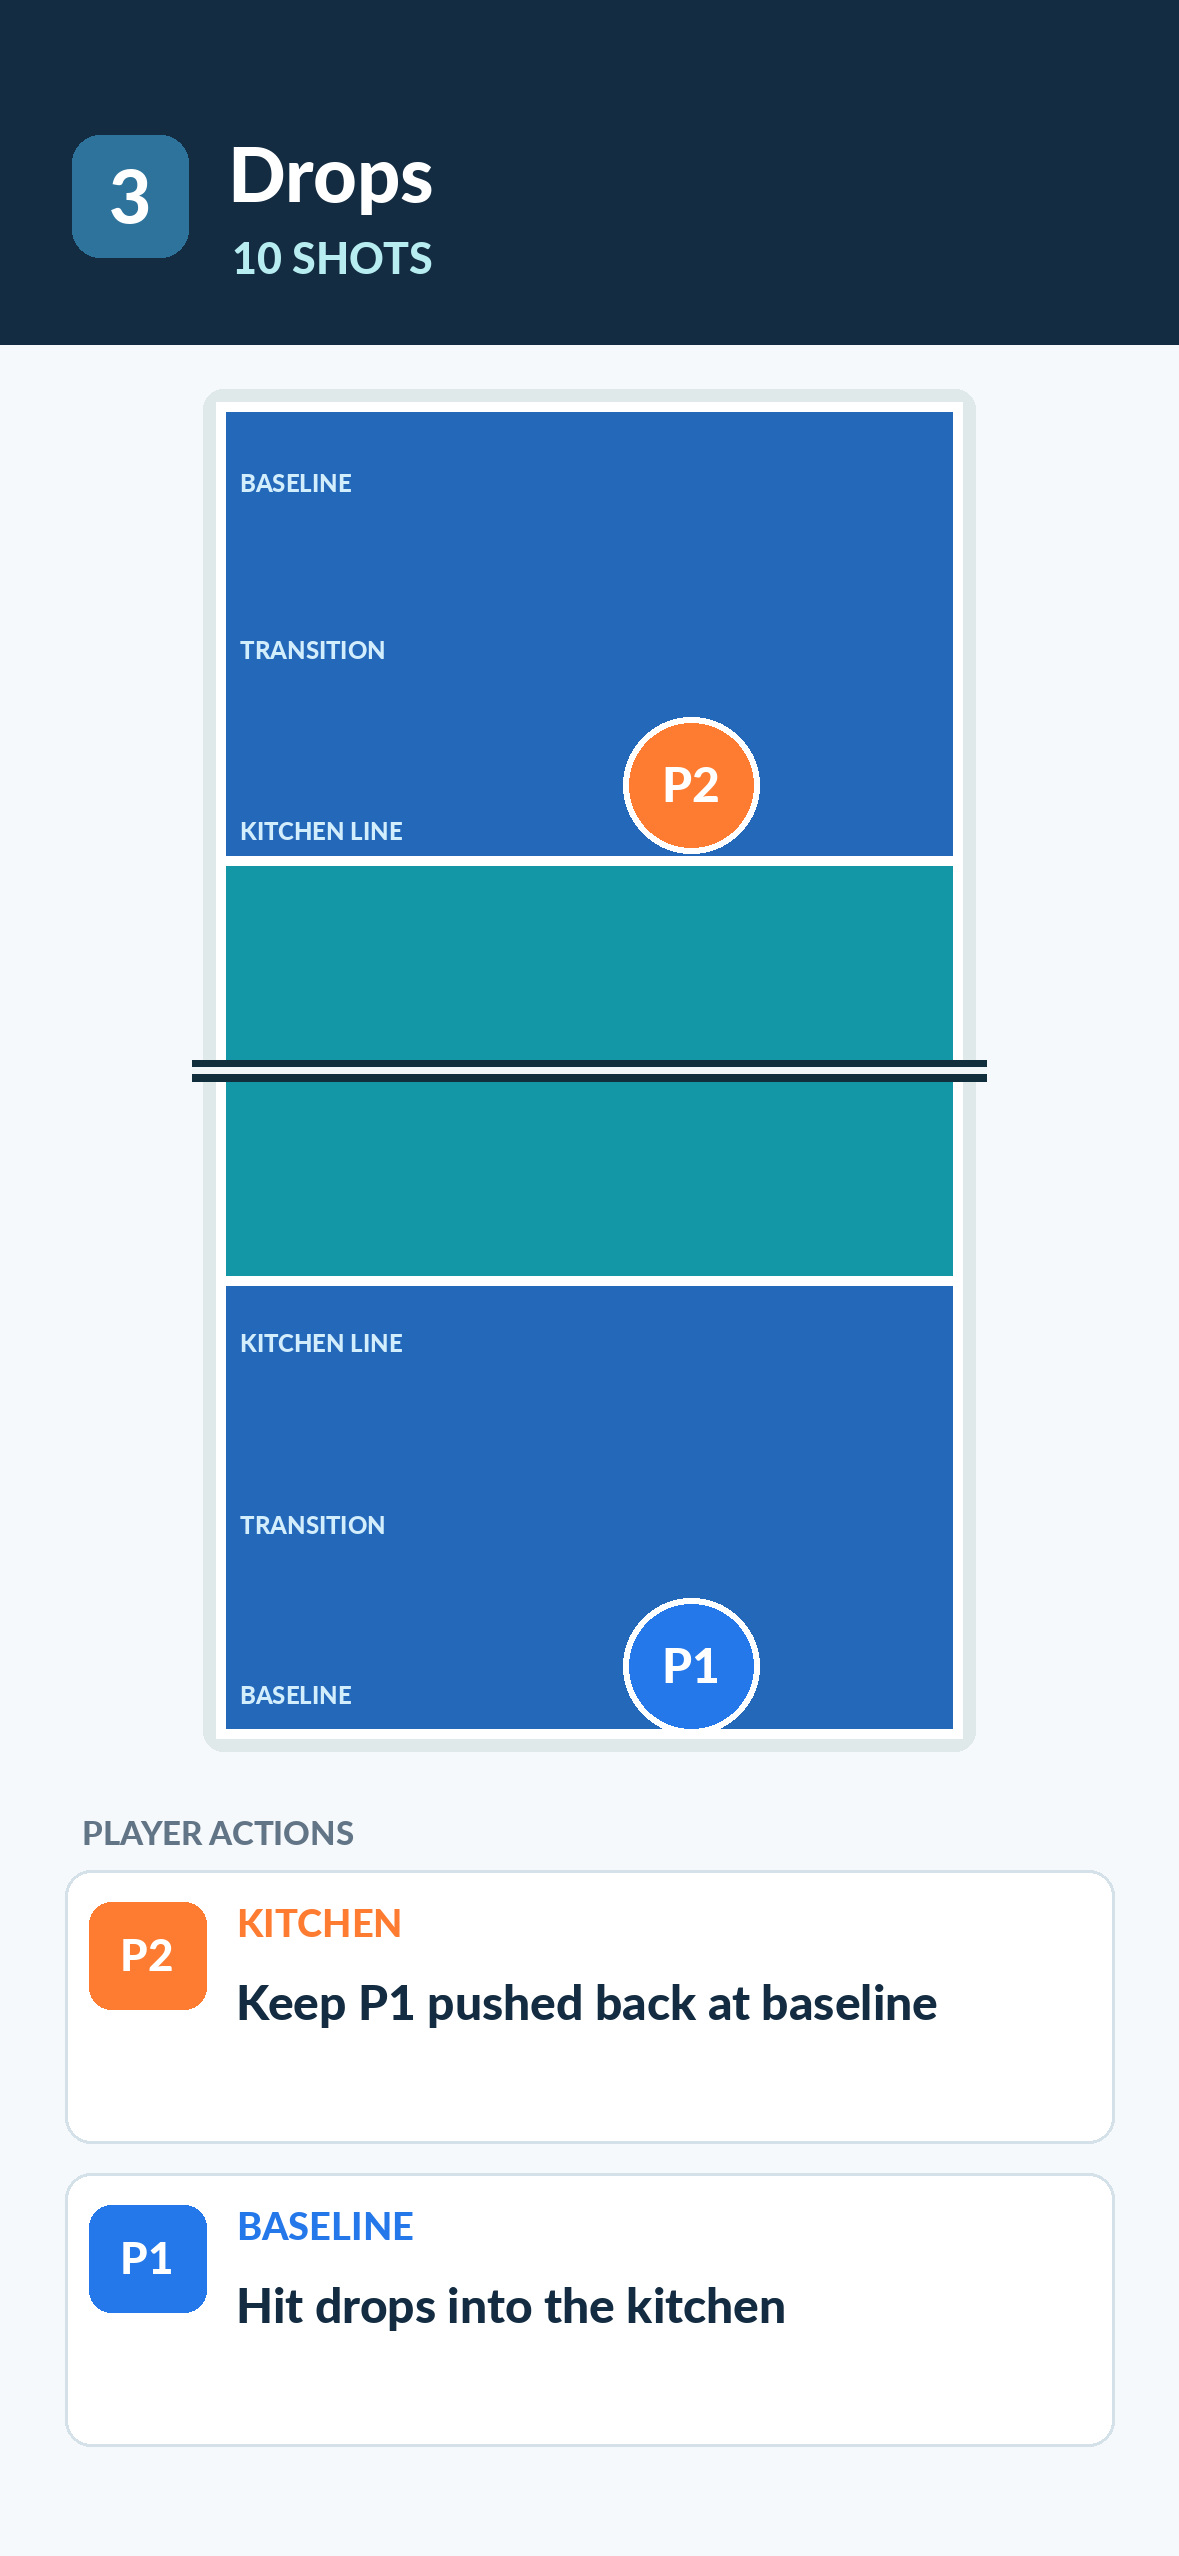 3
Drops
10 SHOTS
BASELINE
TRANSITION
P2
KITCHEN LINE
KITCHEN LINE
TRANSITION
P1
BASELINE
PLAYER ACTIONS
P2
KITCHEN
Keep P1 pushed back at baseline
P1
BASELINE
Hit drops into the kitchen